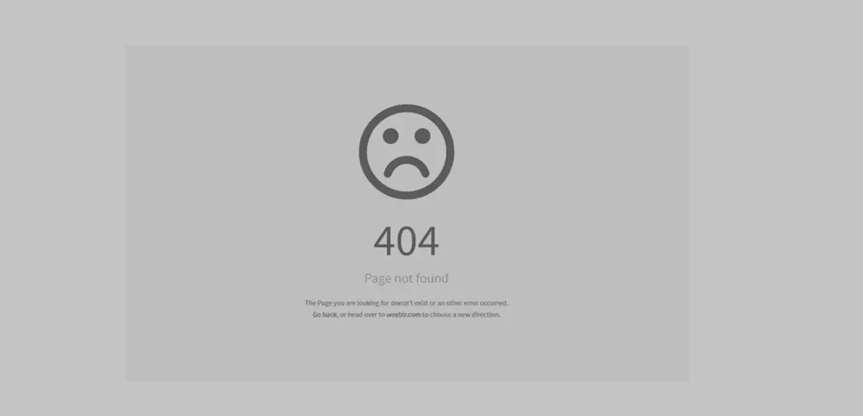 404
Page not found
The Page you are looking for doesn't exist or an other error occurred.
Go back, or head over to weeblr.com to choose a new direction.